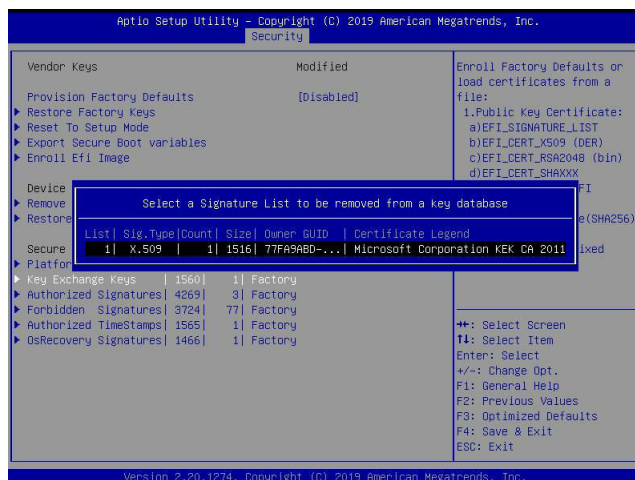 Aptio Setup Utility – Copyright (C) 2019 American Megatrends, Inc.
Security
Vendor Keys Modified
Provision Factory Defaults [Disabled]
Restore Factory Keys
Reset To Setup Mode
Export Secure Boot variables
Enroll Efi Image
Device
Remove
Restore
Secure
Platfor
Key Exchange Keys | 1560| 1| Factory
Authorized Signatures| 4269| 3| Factory
Forbidden Signatures| 3724| 77| Factory
Authorized TimeStamps| 1565| 1| Factory
OsRecovery Signatures| 1466| 1| Factory
Select a Signature List to be removed from a key database
List| Sig.Type|Count| Size| Owner GUID | Certificate Legend
1| X.509 | 1| 1516| 77FA9ABD-...| Microsoft Corporation KEK CA 2011
Enroll Factory Defaults or
load certificates from a
file:
1.Public Key Certificate:
a)EFI_SIGNATURE_LIST
b)EFI_CERT_X509 (DER)
c)EFI_CERT_RSA2048 (bin)
d)EFI_CERT_SHAXXX
FI
e(SHA256)
ixed
→←: Select Screen
↑↓: Select Item
Enter: Select
+/-: Change Opt.
F1: General Help
F2: Previous Values
F3: Optimized Defaults
F4: Save & Exit
ESC: Exit
Version 2.20.1274. Copyright (C) 2019 American Megatrends, Inc.